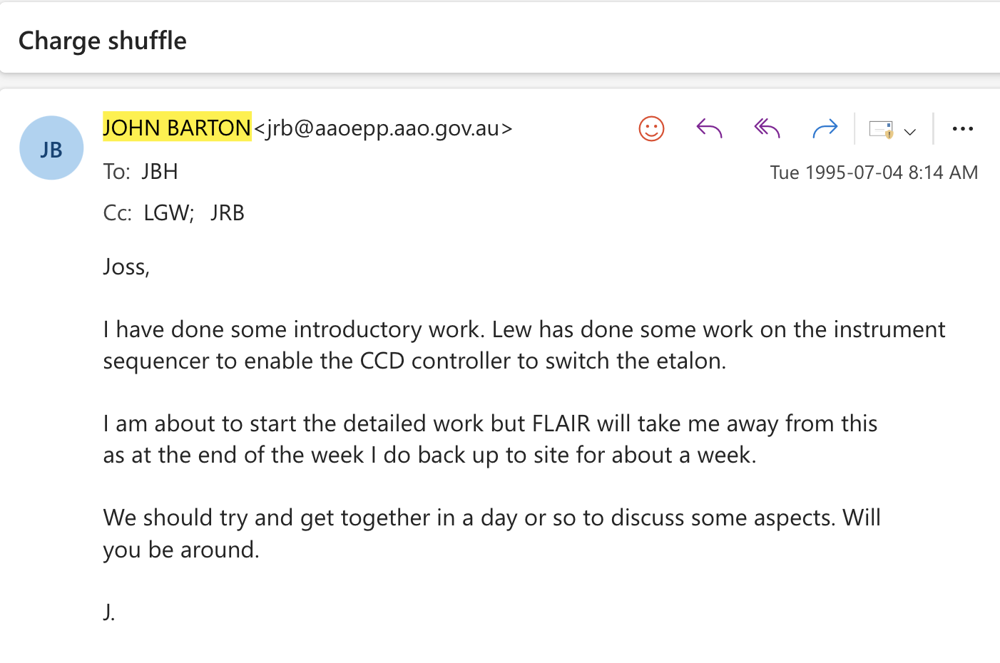 Charge shuffle
JB
JOHN BARTON<jrb@aaoepp.aao.gov.au>
To: JBH
Tue 1995-07-04 8:14 AM
Cc: LGW; JRB
Joss,
I have done some introductory work. Lew has done some work on the instrument
sequencer to enable the CCD controller to switch the etalon.
I am about to start the detailed work but FLAIR will take me away from this
as at the end of the week I do back up to site for about a week.
We should try and get together in a day or so to discuss some aspects. Will
you be around.
J.